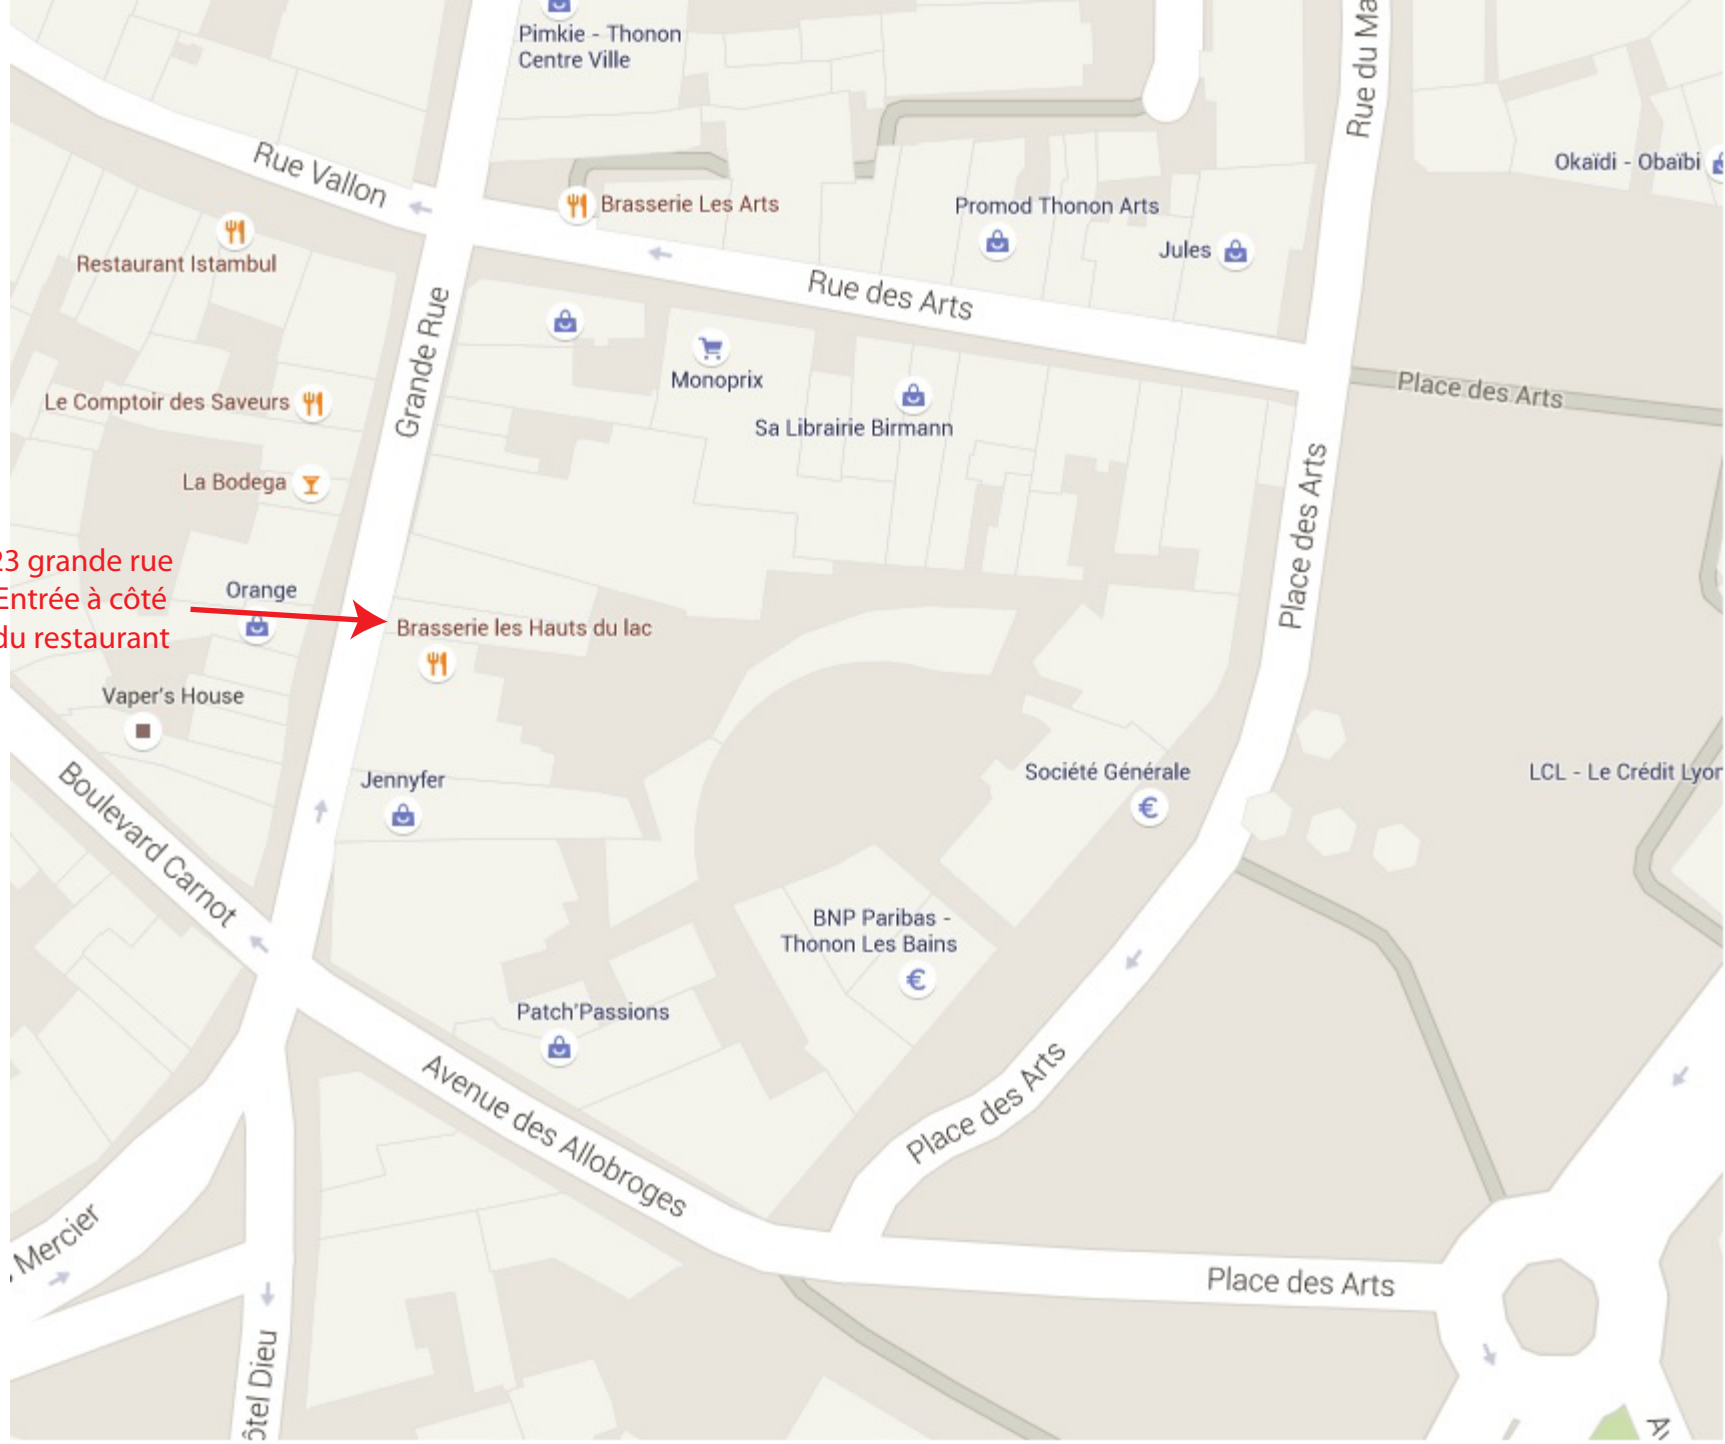 Pimkie - Thonon
Centre Ville
Rue du Ma
Rue Vallon
Okaïdi - Obaïbi
Brasserie Les Arts
Promod Thonon Arts
Restaurant Istambul
Jules
Rue des Arts
Grande Rue
Monoprix
Place des Arts
Le Comptoir des Saveurs
Sa Librairie Birmann
La Bodega
Place des Arts
23 grande rue
Entrée à côté
du restaurant
Orange
Brasserie les Hauts du lac
Vaper's House
Jennyfer
Société Générale
LCL - Le Crédit Lyon
Boulevard Carnot
BNP Paribas -
Thonon Les Bains
Patch'Passions
Avenue des Allobroges
Place des Arts
Mercier
Place des Arts
ôtel Dieu